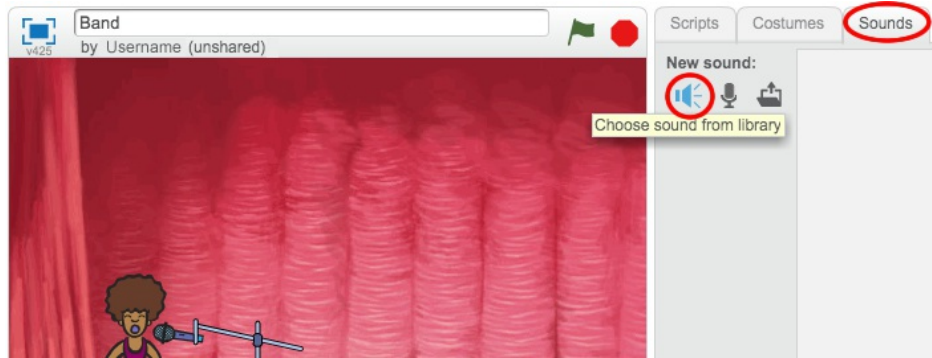 Band
v425
by Username (unshared)
Scripts
Costumes
Sounds
New sound:
Choose sound from library